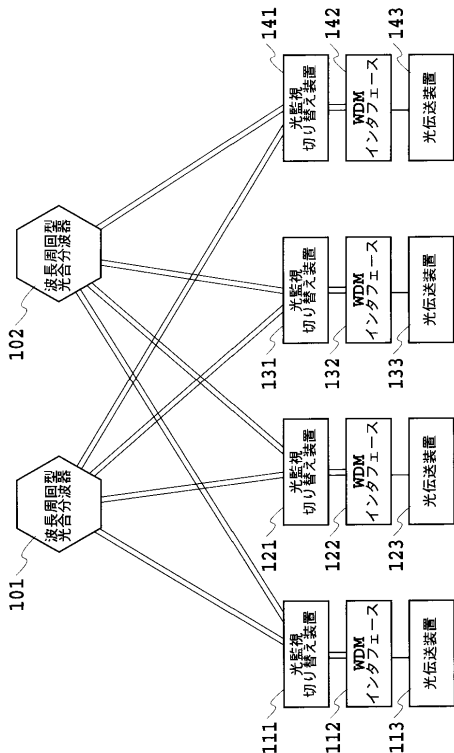 101
波長周回型
光合分波器
102
波長周回型
光合分波器
111
光監視
切り替え装置
121
光監視
切り替え装置
131
光監視
切り替え装置
141
光監視
切り替え装置
112
WDM
インタフェース
122
WDM
インタフェース
132
WDM
インタフェース
142
WDM
インタフェース
113
光伝送装置
123
光伝送装置
133
光伝送装置
143
光伝送装置